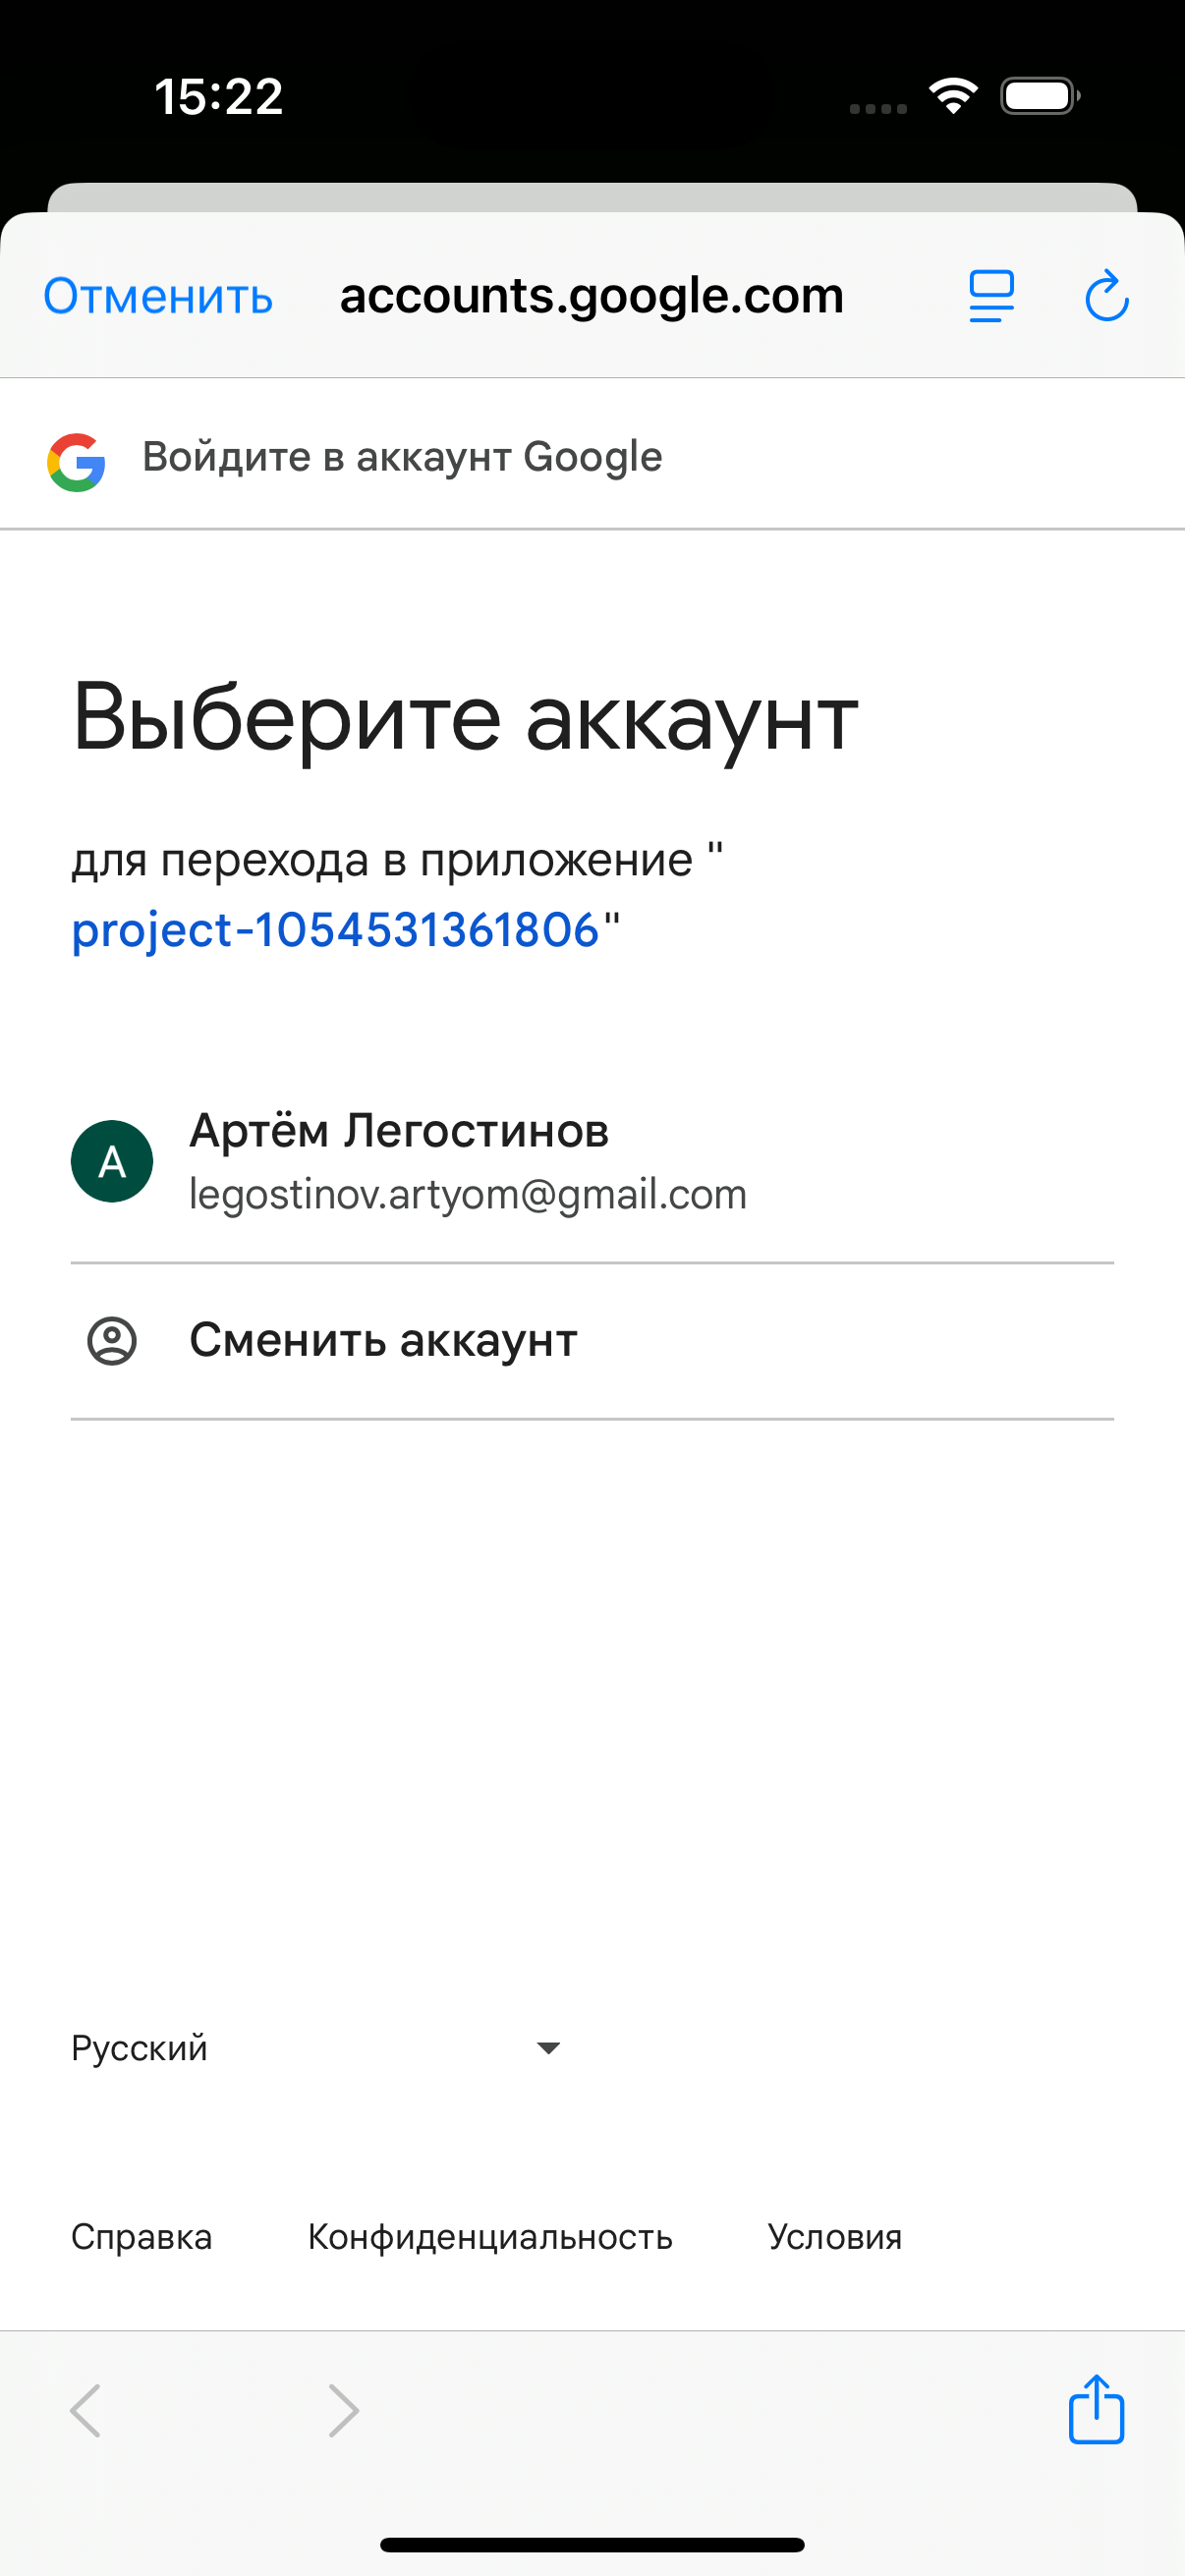 15:22
Отменить accounts.google.com
Войдите в аккаунт Google
Выберите аккаунт
для перехода в приложение "
project-1054531361806"
А
Артём Легостинов
legostinov.artyom@gmail.com
Сменить аккаунт
Русский
Справка Конфиденциальность Условия